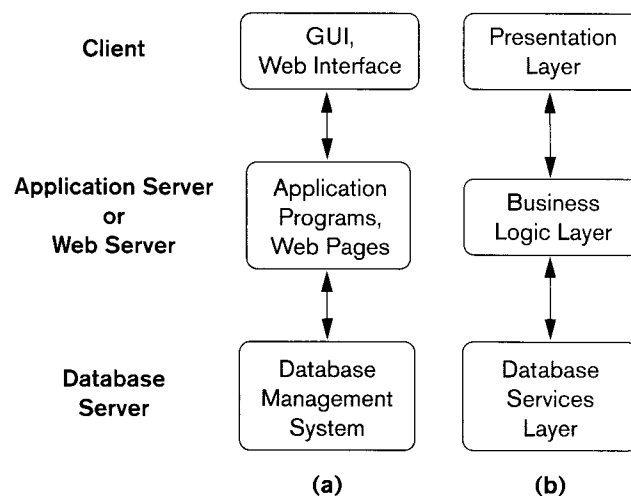 Client
GUI,
Web Interface
Presentation
Layer
Application Server
or
Web Server
Application
Programs,
Web Pages
Business
Logic Layer
Database
Server
Database
Management
System
Database
Services
Layer
(a)
(b)